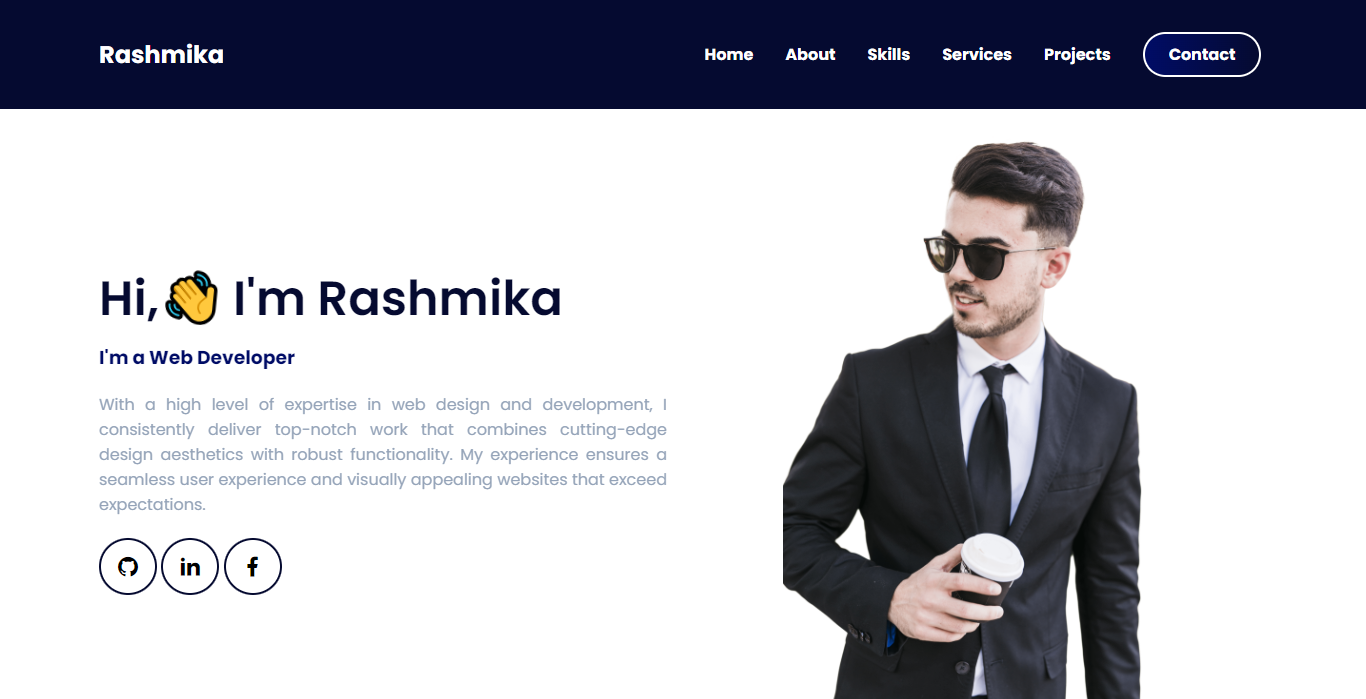 Rashmika
Home About Skills Services Projects Contact
Hi,👋 I'm Rashmika
I'm a Web Developer
With a high level of expertise in web design and development, I
consistently deliver top-notch work that combines cutting-edge
design aesthetics with robust functionality. My experience ensures a
seamless user experience and visually appealing websites that exceed
expectations.